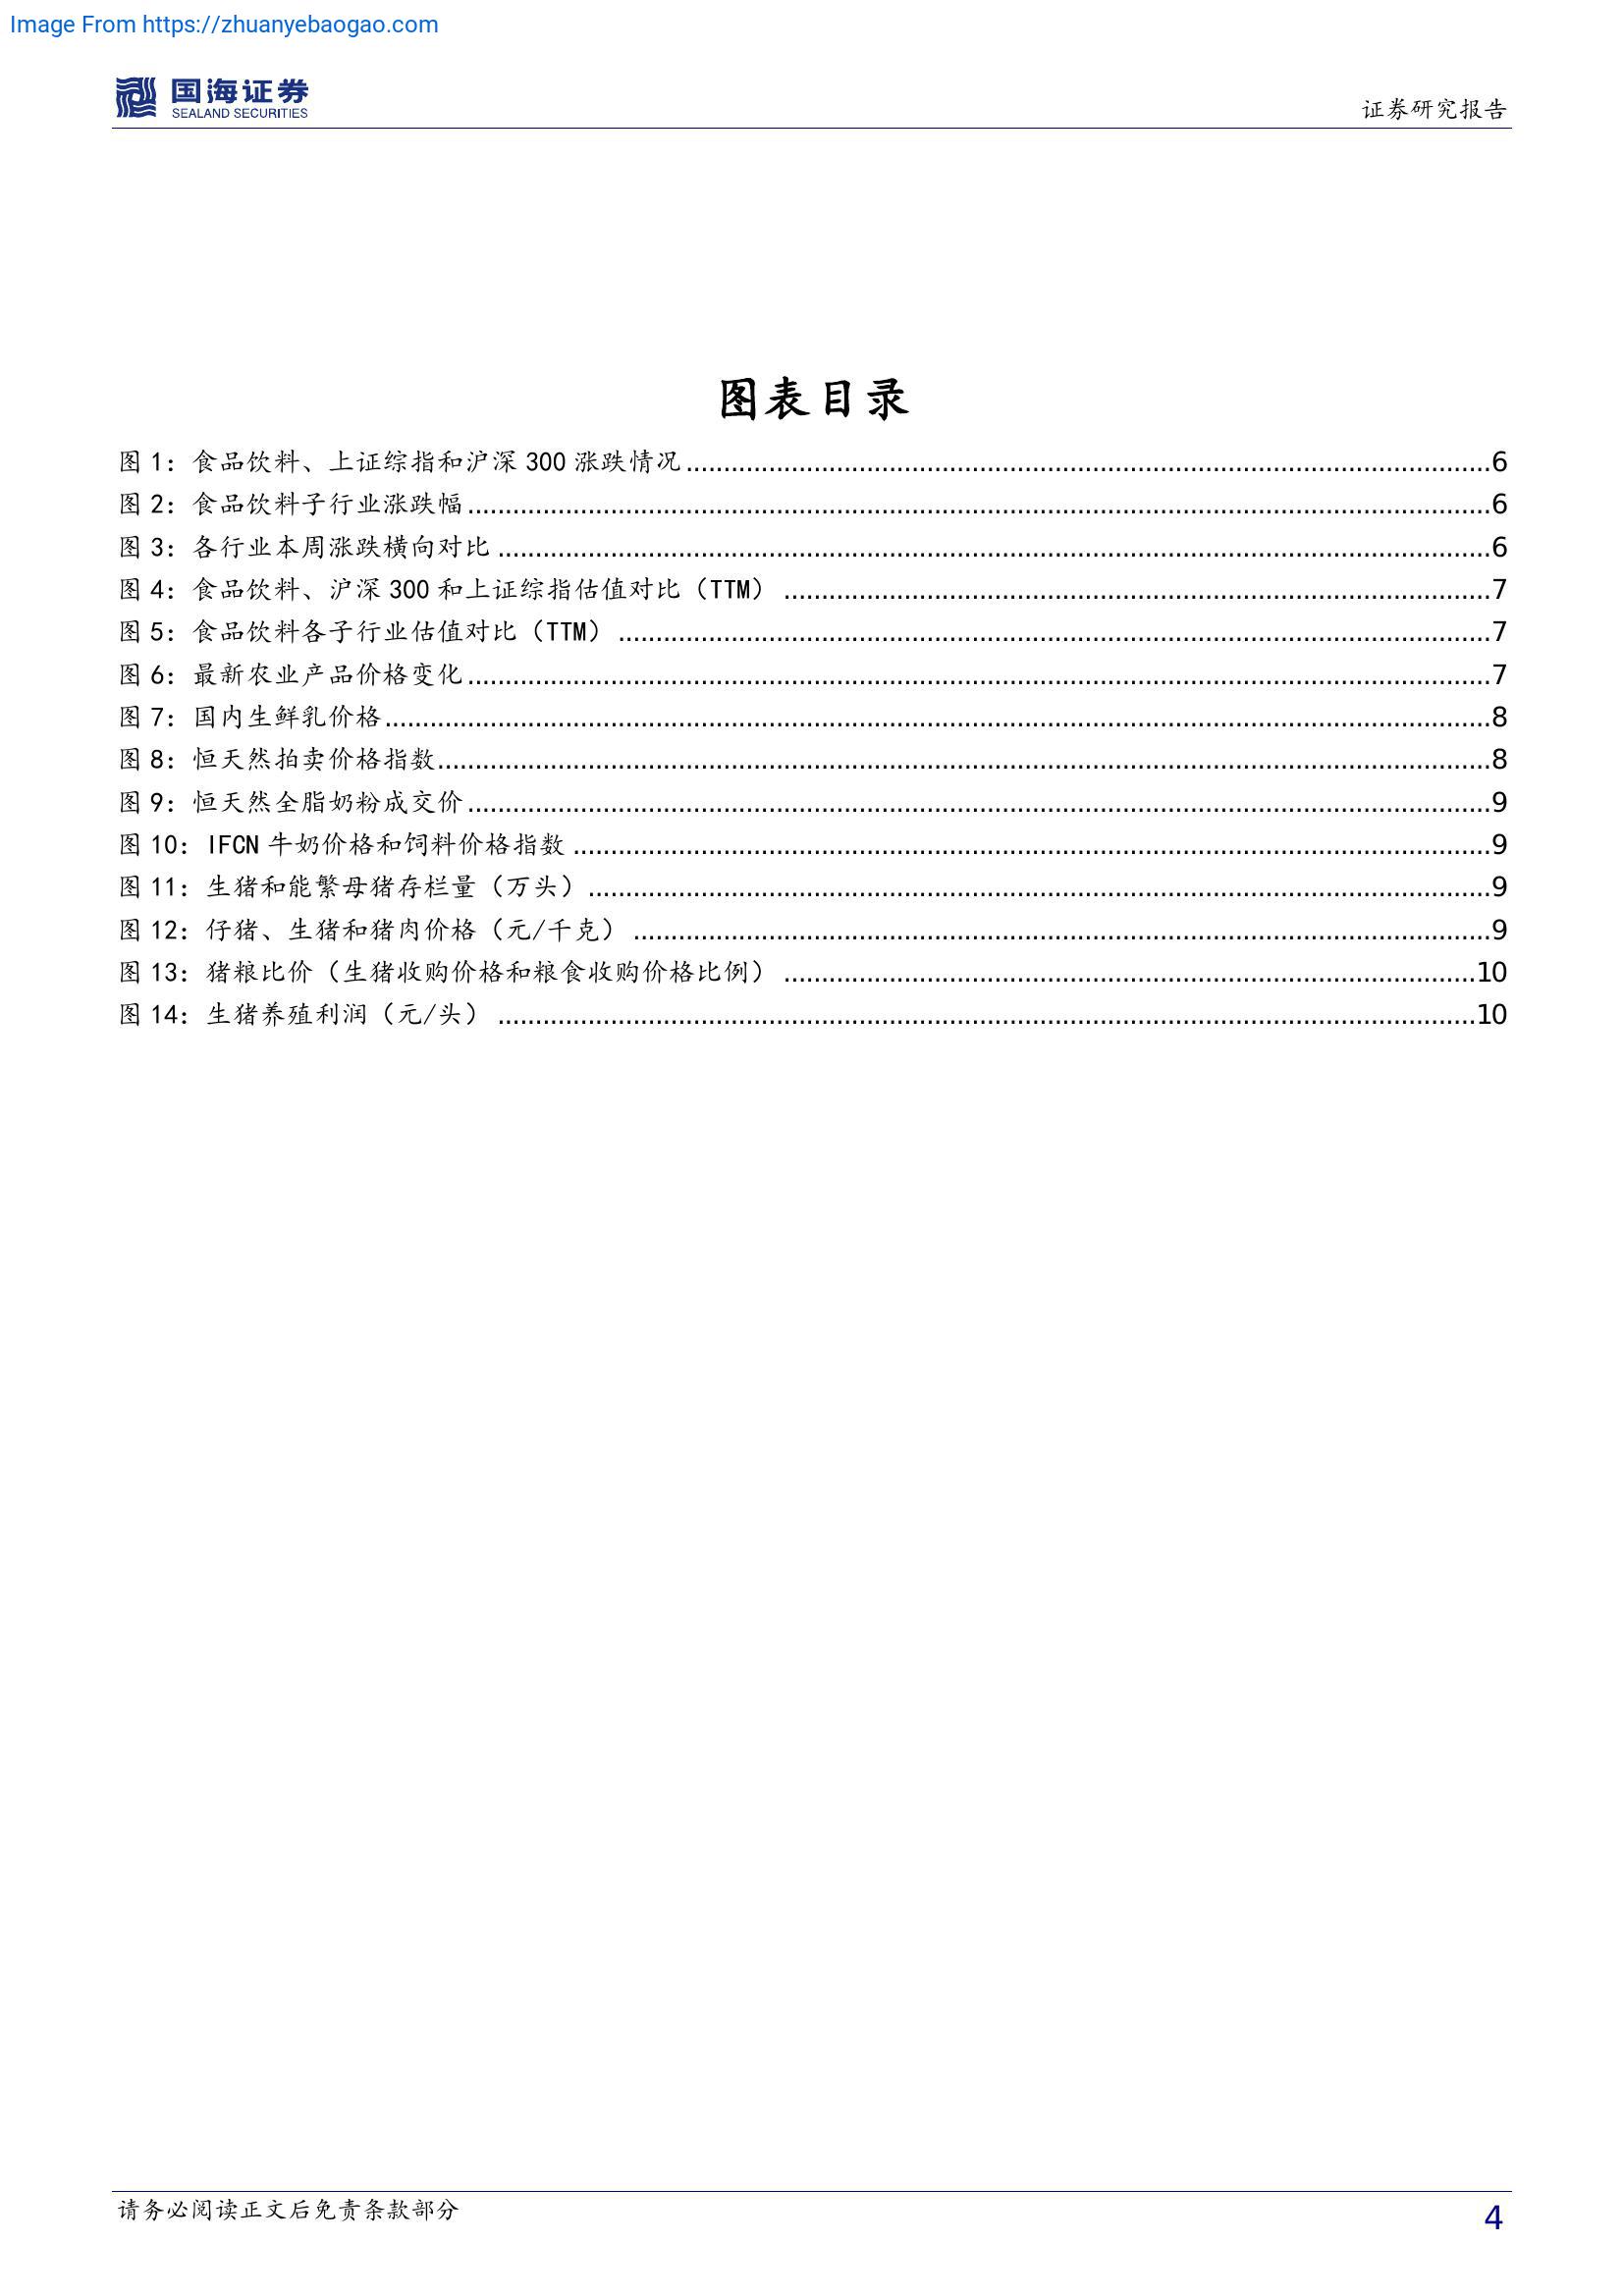 Image From https://zhuanyebaogao.com
国海证券
SEALAND SECURITIES
证券研究报告
图表目录
图 1：食品饮料、上证综指和沪深 300 涨跌情况......6
图 2：食品饮料子行业涨跌幅......6
图 3：各行业本周涨跌横向对比......6
图 4：食品饮料、沪深 300 和上证综指估值对比（TTM）......7
图 5：食品饮料各子行业估值对比（TTM）......7
图 6：最新农业产品价格变化......7
图 7：国内生鲜乳价格......8
图 8：恒天然拍卖价格指数......8
图 9：恒天然全脂奶粉成交价......9
图 10：IFCN 牛奶价格和饲料价格指数......9
图 11：生猪和能繁母猪存栏量（万头）......9
图 12：仔猪、生猪和猪肉价格（元/千克）......9
图 13：猪粮比价（生猪收购价格和粮食收购价格比例）......10
图 14：生猪养殖利润（元/头）......10
请务必阅读正文后免责条款部分
4